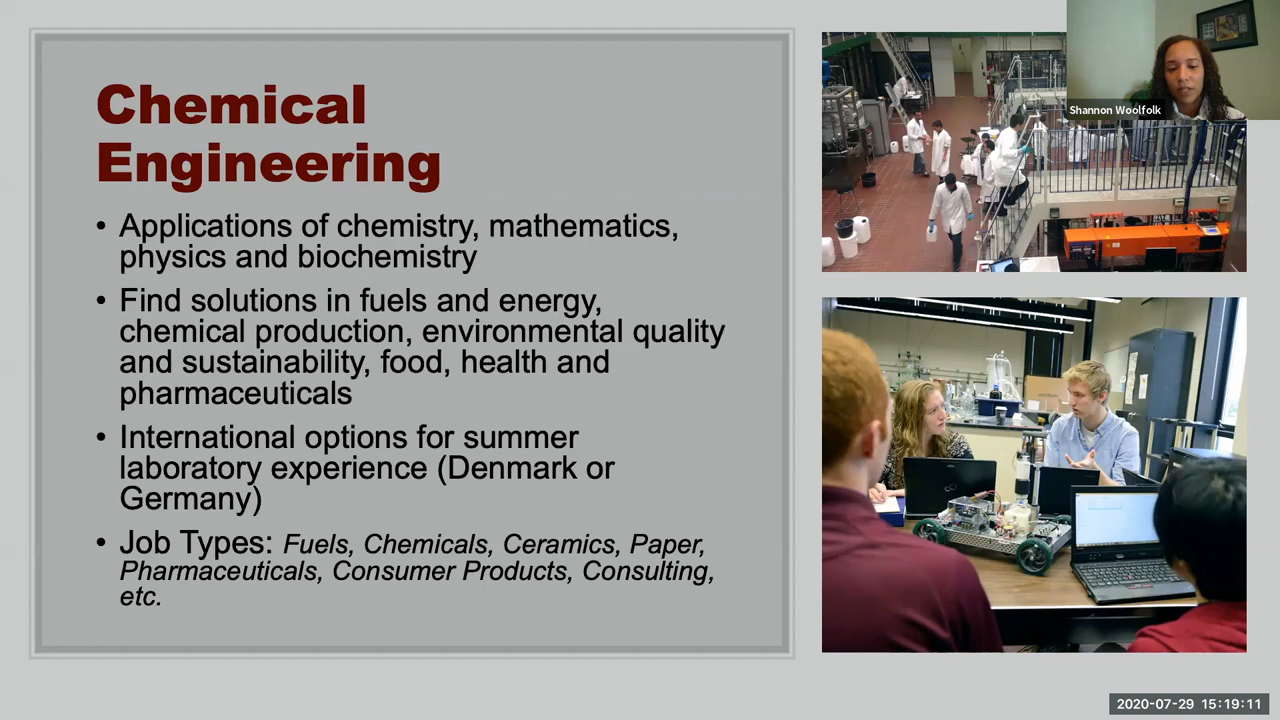 Chemical
Engineering
• Applications of chemistry, mathematics,
physics and biochemistry
• Find solutions in fuels and energy,
chemical production, environmental quality
and sustainability, food, health and
pharmaceuticals
• International options for summer
laboratory experience (Denmark or
Germany)
• Job Types: Fuels, Chemicals, Ceramics, Paper,
Pharmaceuticals, Consumer Products, Consulting,
etc.
Shannon Woolfolk
2020-07-29 15:19:11